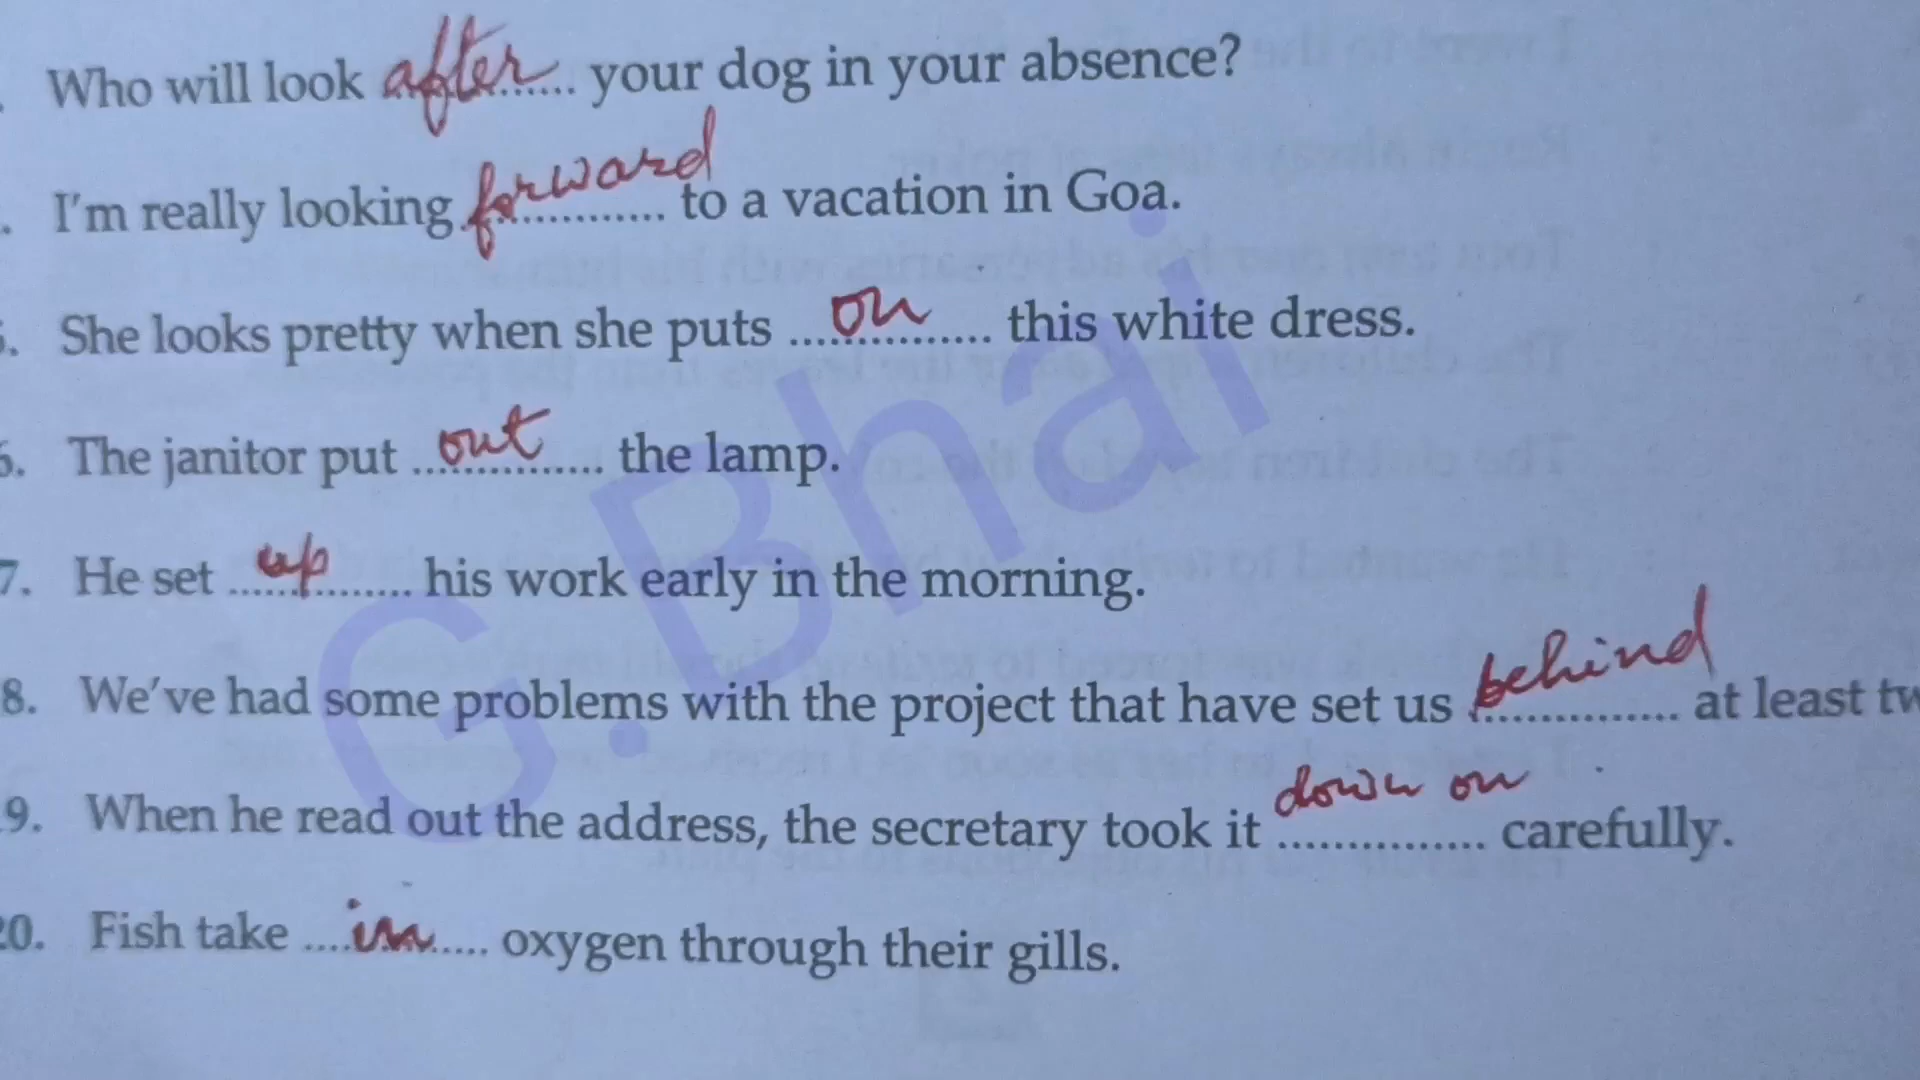 Who will look after ........ your dog in your absence?
. I'm really looking forward ............ to a vacation in Goa.
. She looks pretty when she puts ....on........... this white dress.
6. The janitor put ....out........... the lamp.
7. He set ....up........ his work early in the morning.
8. We've had some problems with the project that have set us behind ............... at least
9. When he read out the address, the secretary took it down on ............... carefully.
20. Fish take ....in...... oxygen through their gills.
G.Bhai